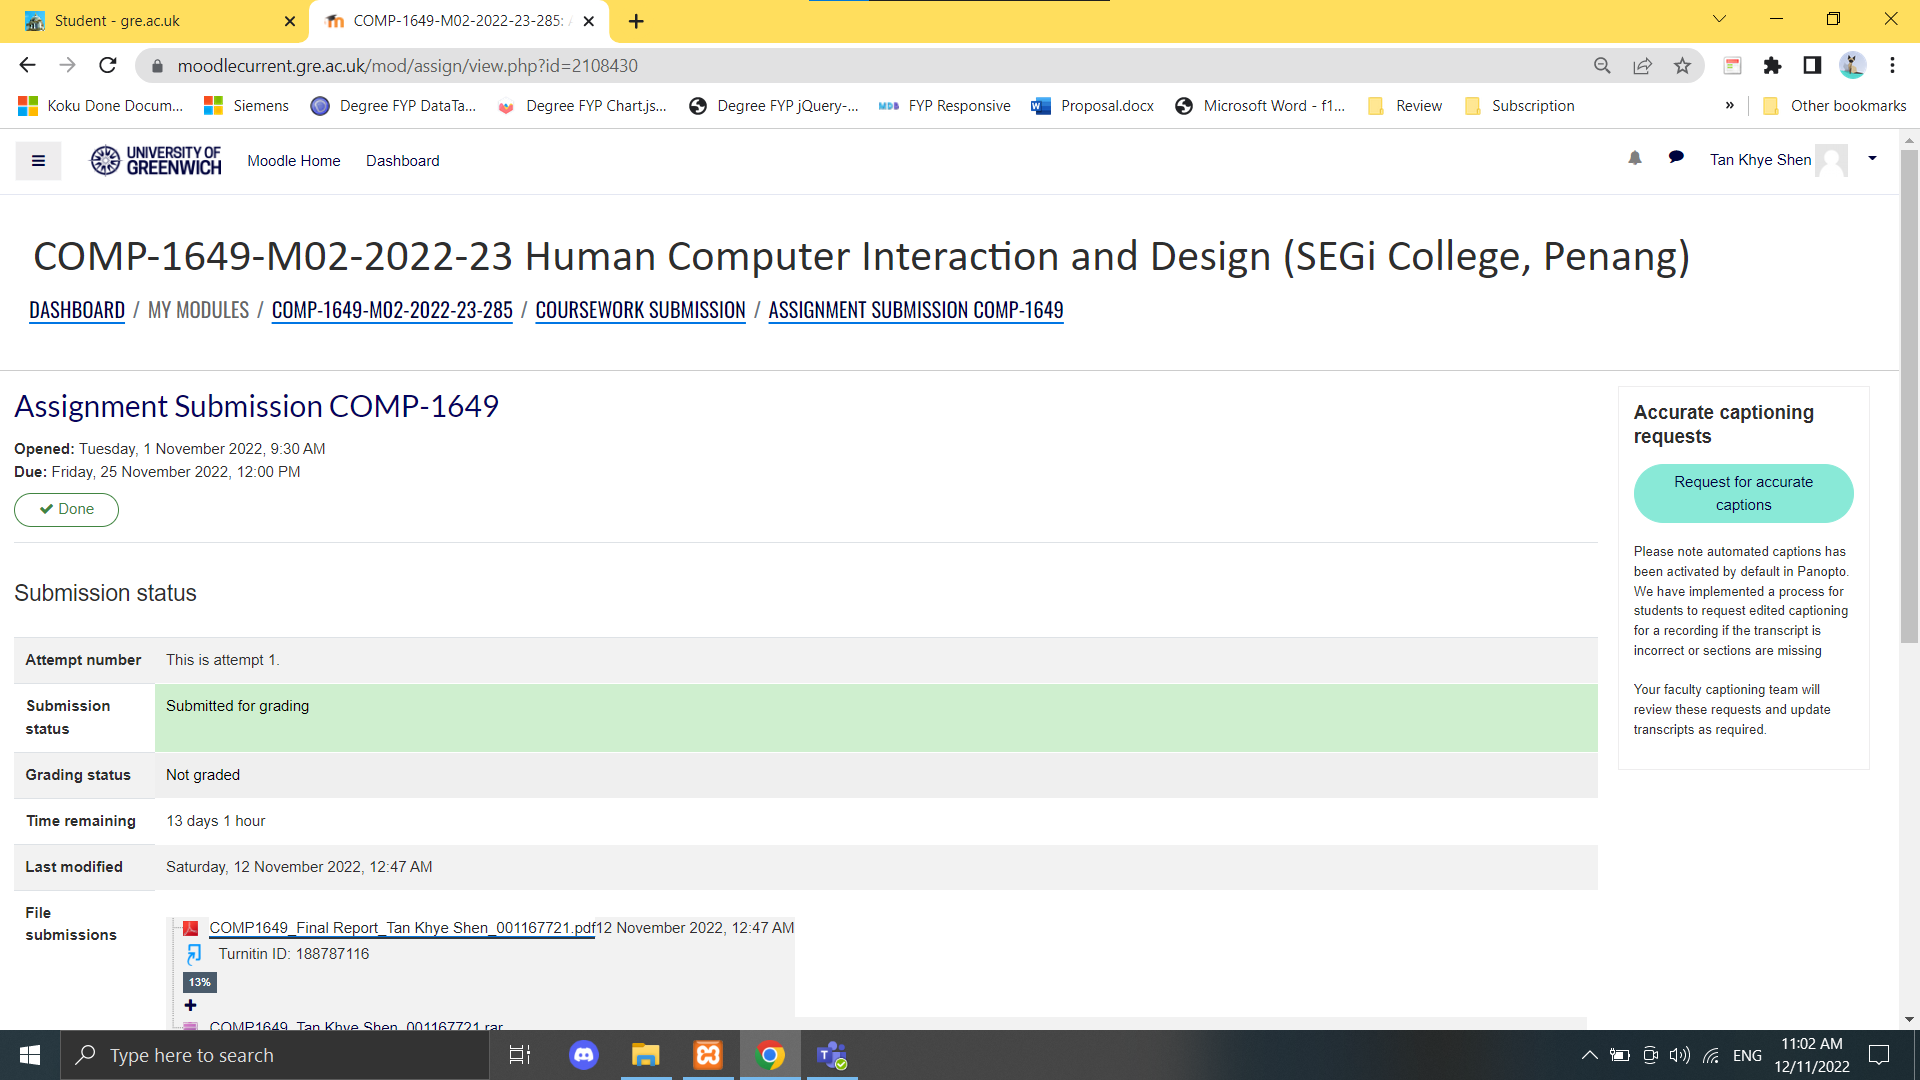 Student - gre.ac.uk
COMP-1649-M02-2022-23-285:
moodlecurrent.gre.ac.uk/mod/assign/view.php?id=2108430
Koku Done Docum...
Siemens
Degree FYP DataTa...
Degree FYP Chart.js...
Degree FYP jQuery-...
MDB FYP Responsive
Proposal.docx
Microsoft Word - f1...
Review
Subscription
»
Other bookmarks
UNIVERSITY OF
GREENWICH
Moodle Home
Dashboard
Tan Khye Shen
COMP-1649-M02-2022-23 Human Computer Interaction and Design (SEGi College, Penang)
DASHBOARD / MY MODULES / COMP-1649-M02-2022-23-285 / COURSEWORK SUBMISSION / ASSIGNMENT SUBMISSION COMP-1649
Assignment Submission COMP-1649
Opened: Tuesday, 1 November 2022, 9:30 AM
Due: Friday, 25 November 2022, 12:00 PM
Done
Submission status
Attempt number This is attempt 1.
Submission
status
Submitted for grading
Grading status Not graded
Time remaining 13 days 1 hour
Last modified Saturday, 12 November 2022, 12:47 AM
File
submissions
COMP1649_Final Report_Tan Khye Shen_001167721.pdf12 November 2022, 12:47 AM
Turnitin ID: 188787116
13%
COMP1649_Tan Khye Shen_001167721.rar
Accurate captioning
requests
Request for accurate
captions
Please note automated captions has
been activated by default in Panopto.
We have implemented a process for
students to request edited captioning
for a recording if the transcript is
incorrect or sections are missing
Your faculty captioning team will
review these requests and update
transcripts as required.
Type here to search
ENG
11:02 AM
12/11/2022